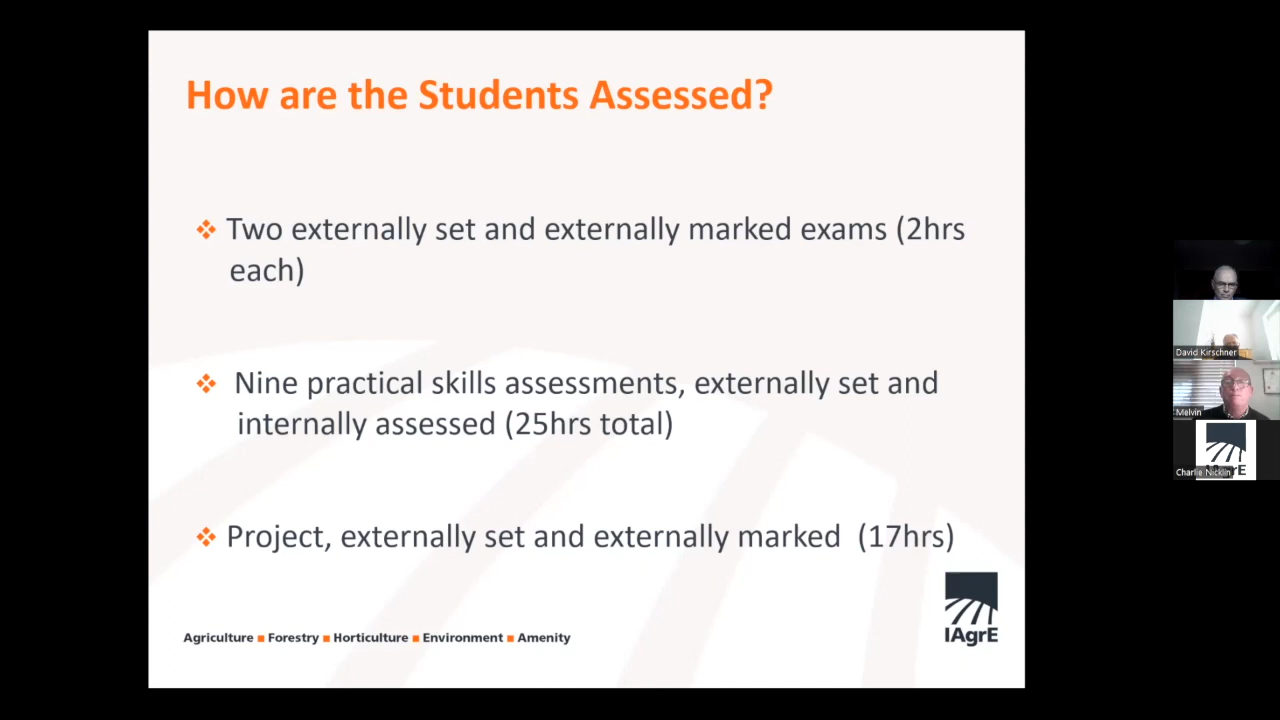 How are the Students Assessed?
Two externally set and externally marked exams (2hrs
each)
Nine practical skills assessments, externally set and
internally assessed (25hrs total)
Project, externally set and externally marked (17hrs)
Agriculture ■ Forestry ■ Horticulture ■ Environment ■ Amenity
IAgrE
David Kirschner
Melvin
Charlie Nicklin